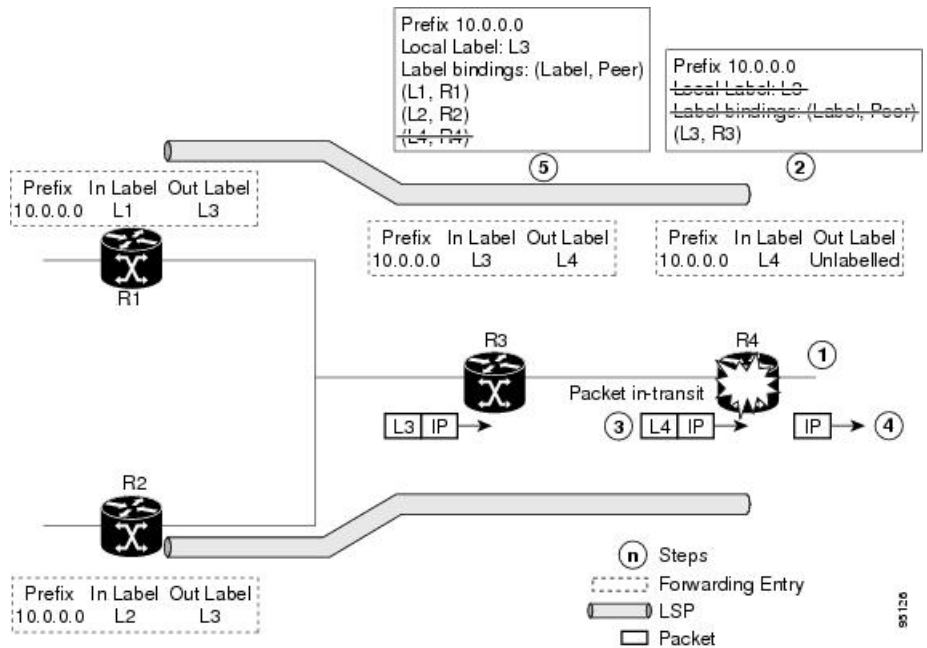 Prefix 10.0.0.0
Local Label: L3
Label bindings: (Label, Peer)
(L1, R1)
(L2, R2)
(L4, R4)
5
Prefix 10.0.0.0
Local Label: L3
Label bindings: (Label, Peer)
(L3, R3)
2
Prefix In Label Out Label
10.0.0.0 L1 L3
R1
Prefix In Label Out Label
10.0.0.0 L3 L4
Prefix In Label Out Label
10.0.0.0 L4 Unlabelled
R3
R4
1
Packet in-transit
L3 IP
3
L4 IP
IP
4
R2
Prefix In Label Out Label
10.0.0.0 L2 L3
n Steps
Forwarding Entry
LSP
Packet